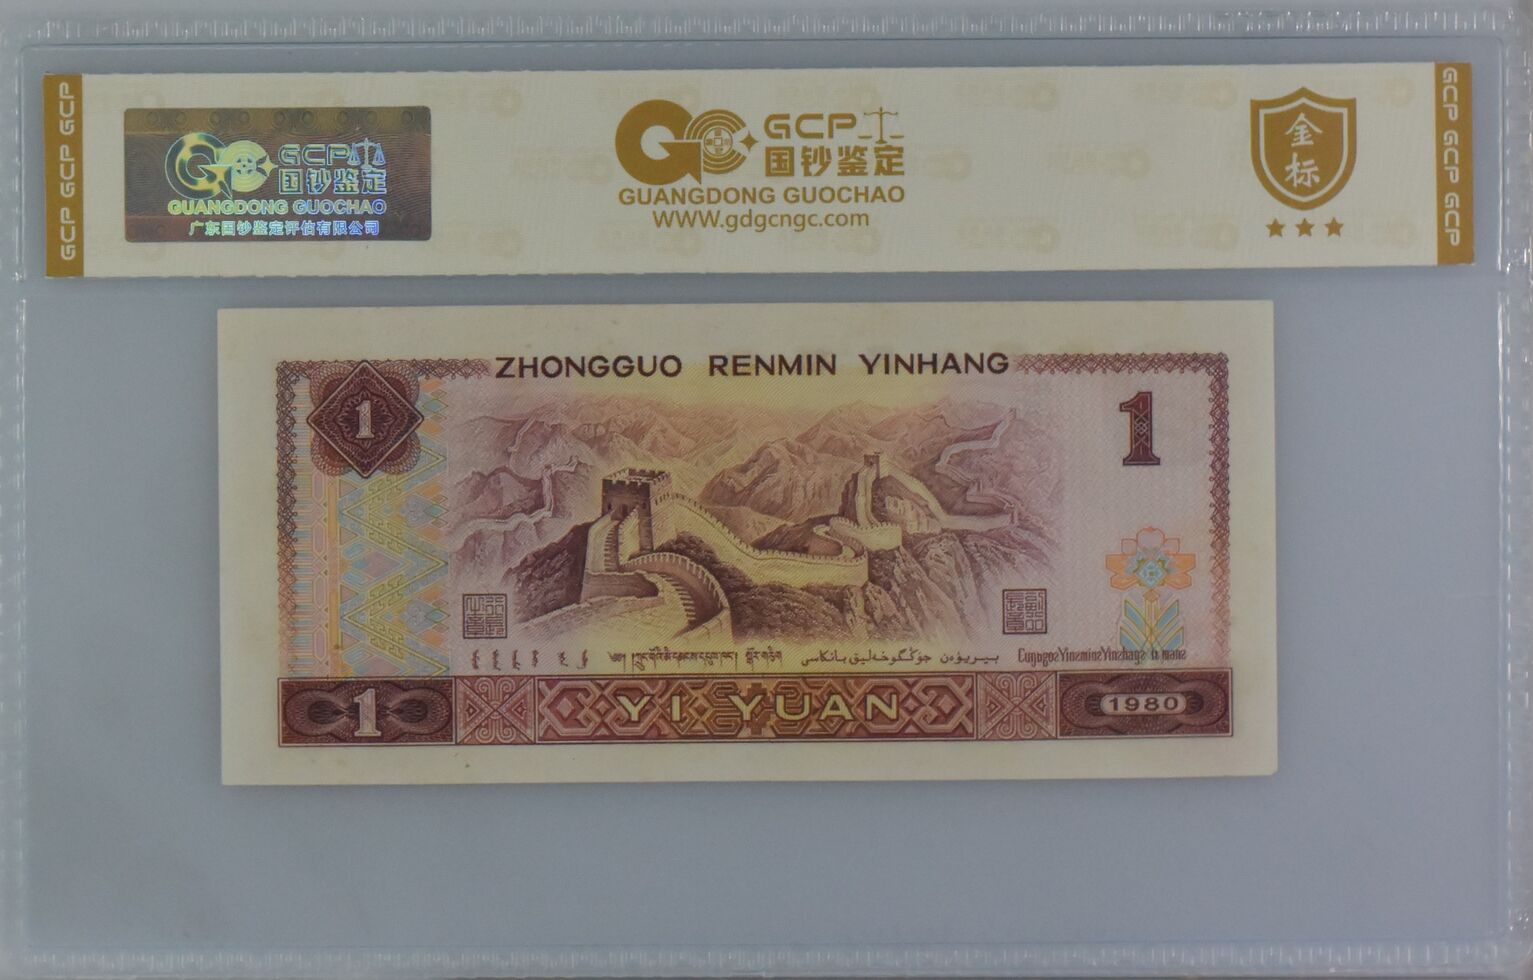 GCP GCP GCP
GCP
国钞鉴定
GUANGDONG GUOCHAO
广东国钞鉴定评估有限公司
GCP
国钞鉴定
GUANGDONG GUOCHAO
WWW.gdgcngc.com
金标
GCP GCP GCP
ZHONGGUO RENMIN YINHANG
1
1
1
YI YUAN
1980